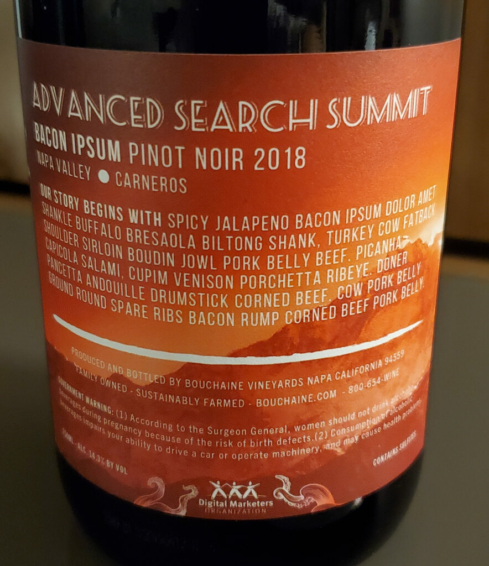 ADVANCED SEARCH SUMMIT
BACON IPSUM PINOT NOIR 2018
NAPA VALLEY ● CARNEROS
OUR STORY BEGINS WITH SPICY JALAPENO BACON IPSUM DOLOR AMET
SHANKLE BUFFALO BRESAOLA BILTONG SHANK, TURKEY COW FATBACK
SHOULDER SIRLOIN BOUDIN JOWL PORK BELLY BEEF. PICANHA
CAPICOLA SALAMI, CUPIM VENISON PORCHETTA RIBEYE. DONER
PANCETTA ANDOUILLE DRUMSTICK CORNED BEEF, COW PORK BELLY
GROUND ROUND SPARE RIBS BACON RUMP CORNED BEEF PORK BELLY
PRODUCED AND BOTTLED BY BOUCHAINE VINEYARDS NAPA CALIFORNIA 94559
FAMILY OWNED - SUSTAINABLY FARMED - BOUCHAINE.COM - 800-654-WINE
GOVERNMENT WARNING: (1) According to the Surgeon General, women should not drink alcoholic
beverages during pregnancy because of the risk of birth defects.(2) Consumption of alcoholic
beverages impairs your ability to drive a car or operate machinery, and may cause health problems.
BY VOL
CONTAINS SULFITES
Digital Marketers
ORGANIZATION